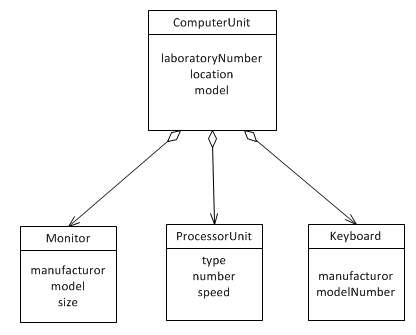 ComputerUnit
laboratoryNumber
location
model
Monitor
manufacturor
model
size
ProcessorUnit
type
number
speed
Keyboard
manufacturor
modelNumber